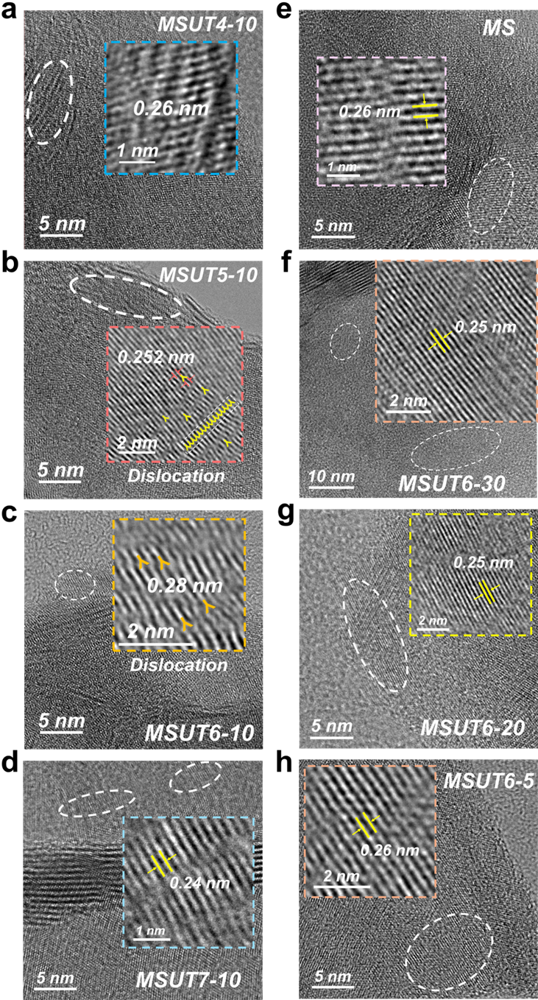 a
MSUT4-10
0.26 nm
1 nm
5 nm
b
MSUT5-10
0.252 nm
2 nm
5 nm
Dislocation
c
0.28 nm
2 nm
Dislocation
5 nm
MSUT6-10
d
0.24 nm
1 nm
5 nm
MSUT7-10
e
MS
0.26 nm
1 nm
5 nm
f
0.25 nm
2 nm
10 nm
MSUT6-30
g
0.25 nm
2 nm
5 nm
MSUT6-20
h
MSUT6-5
0.26 nm
2 nm
5 nm